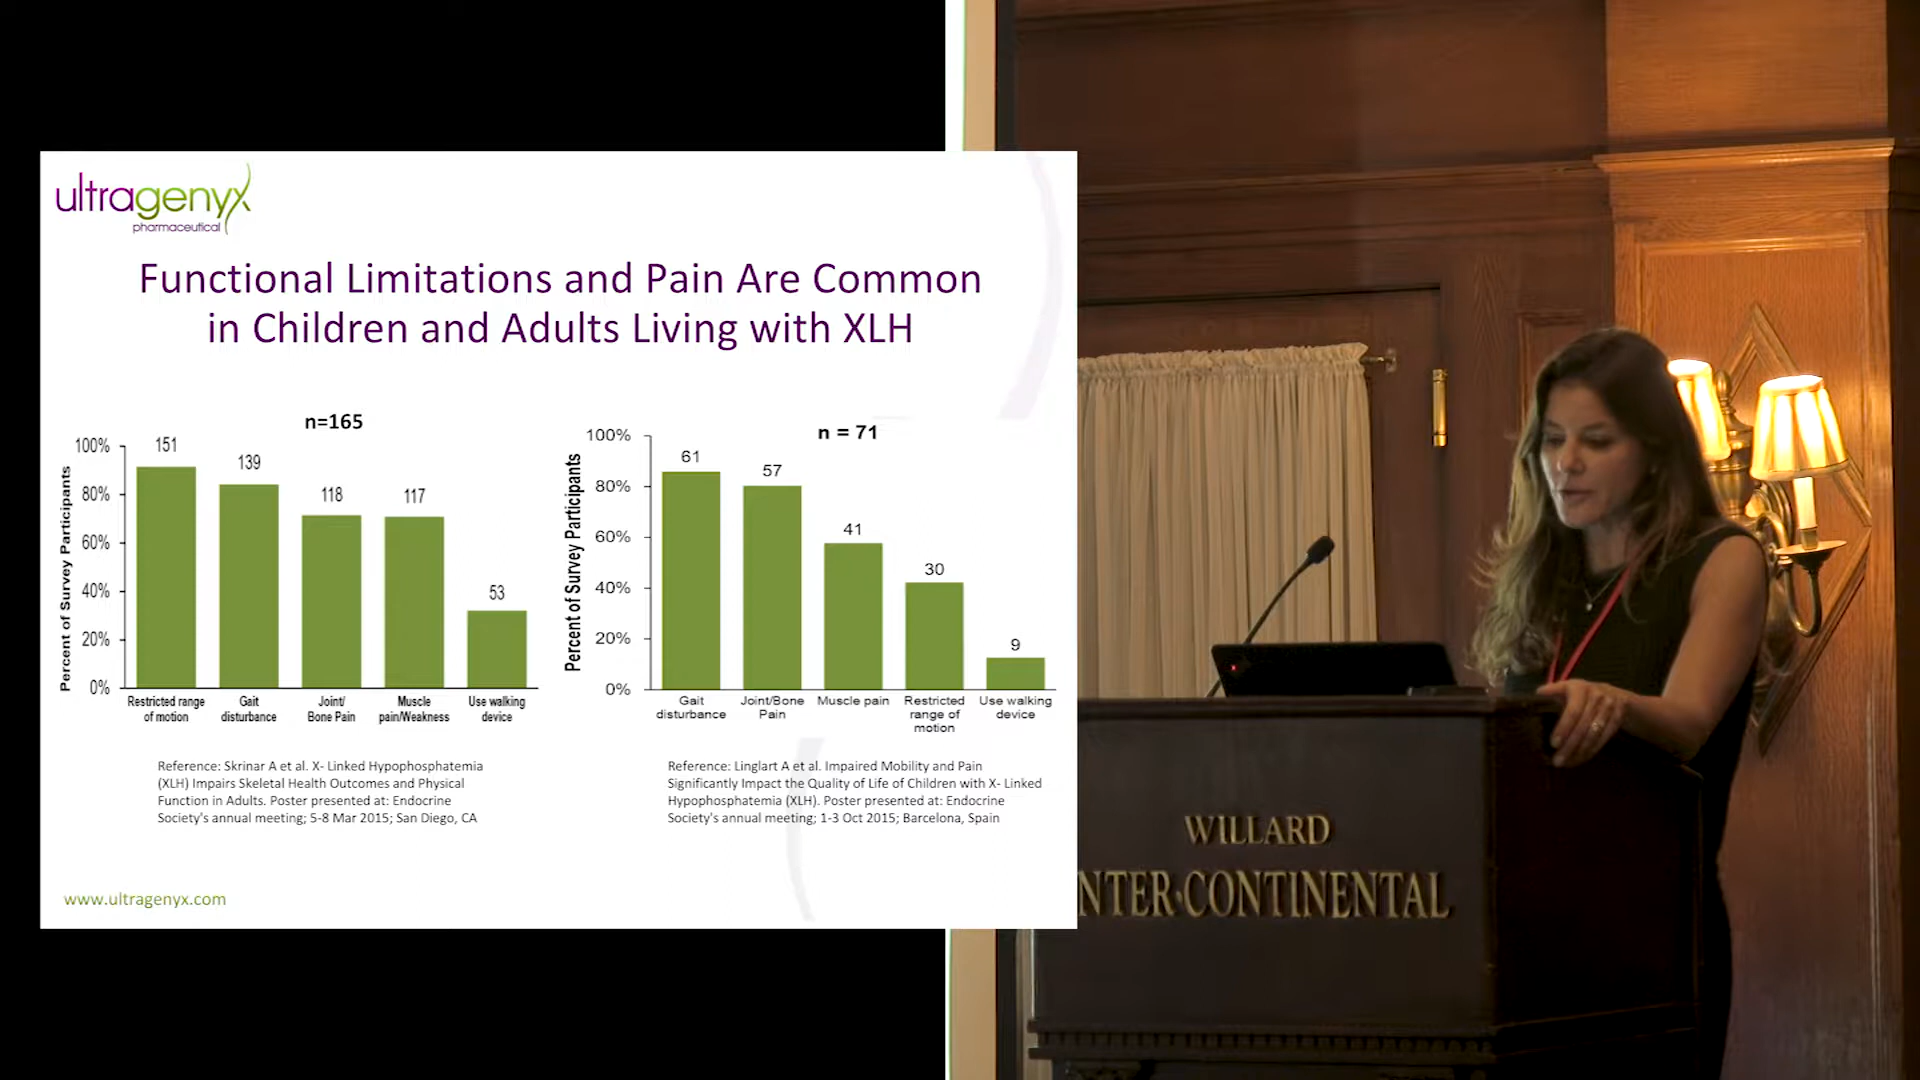 ultragenyx
pharmaceutical
Functional Limitations and Pain Are Common
in Children and Adults Living with XLH
n=165
Percent of Survey Participants
100%
80%
60%
40%
20%
0%
151
139
118
117
53
Restricted range
of motion
Gait
disturbance
Joint/
Bone Pain
Muscle
pain/Weakness
Use walking
device
Reference: Skrinar A et al. X- Linked Hypophosphatemia
(XLH) Impairs Skeletal Health Outcomes and Physical
Function in Adults. Poster presented at: Endocrine
Society's annual meeting; 5-8 Mar 2015; San Diego, CA
n = 71
Percent of Survey Participants
100%
80%
60%
40%
20%
0%
61
57
41
30
9
Gait
disturbance
Joint/Bone
Pain
Muscle pain
Restricted
range of
motion
Use walking
device
Reference: Linglart A et al. Impaired Mobility and Pain
Significantly Impact the Quality of Life of Children with X- Linked
Hypophosphatemia (XLH). Poster presented at: Endocrine
Society's annual meeting; 1-3 Oct 2015; Barcelona, Spain
www.ultragenyx.com
WILLARD
NTER·CONTINENTAL